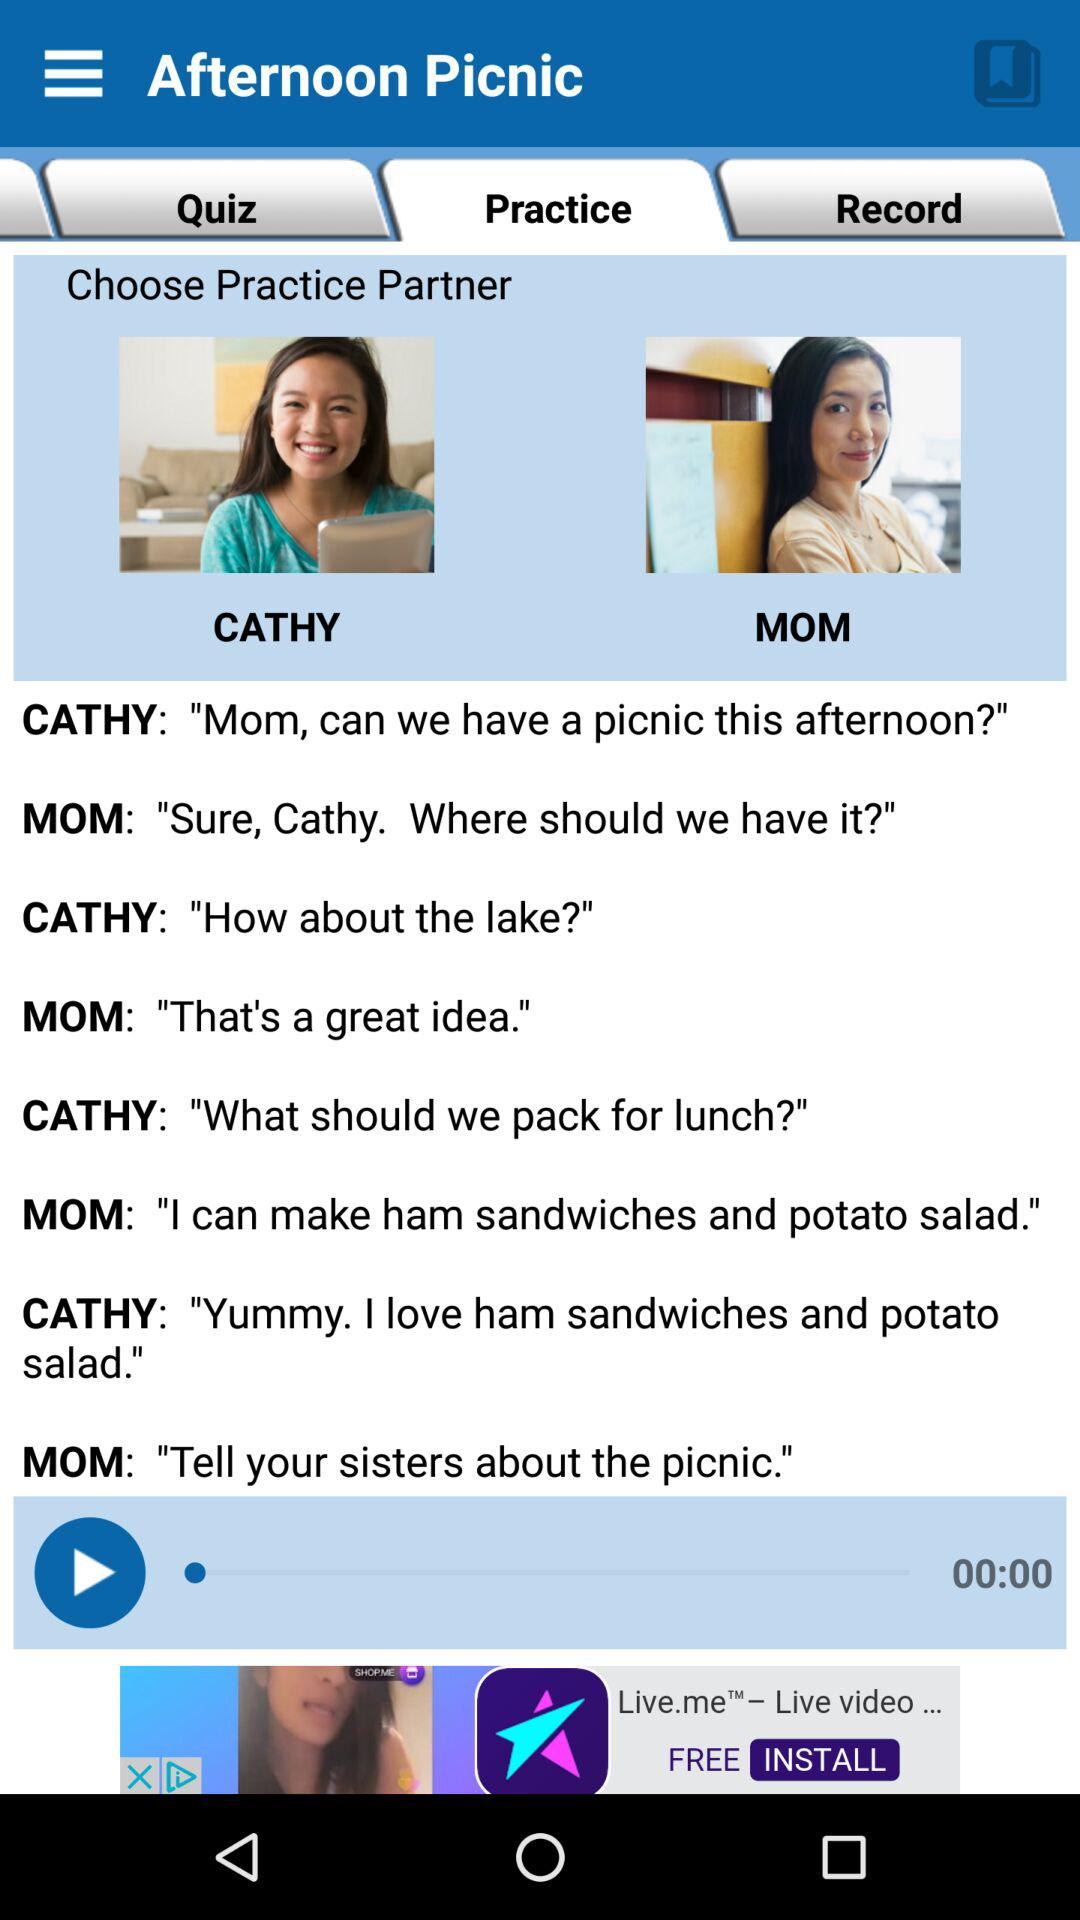 Afternoon Picnic
Quiz
Practice
Record
Choose Practice Partner
CATHY
MOM
CATHY:  "Mom, can we have a picnic this afternoon?"
MOM:  "Sure, Cathy.  Where should we have it?"
CATHY:  "How about the lake?"
MOM:  "That's a great idea."
CATHY:  "What should we pack for lunch?"
MOM:  "I can make ham sandwiches and potato salad."
CATHY:  "Yummy. I love ham sandwiches and potato
salad."
MOM:  "Tell your sisters about the picnic."
00:00
SHOP.ME
Live.me™– Live video ...
FREE INSTALL